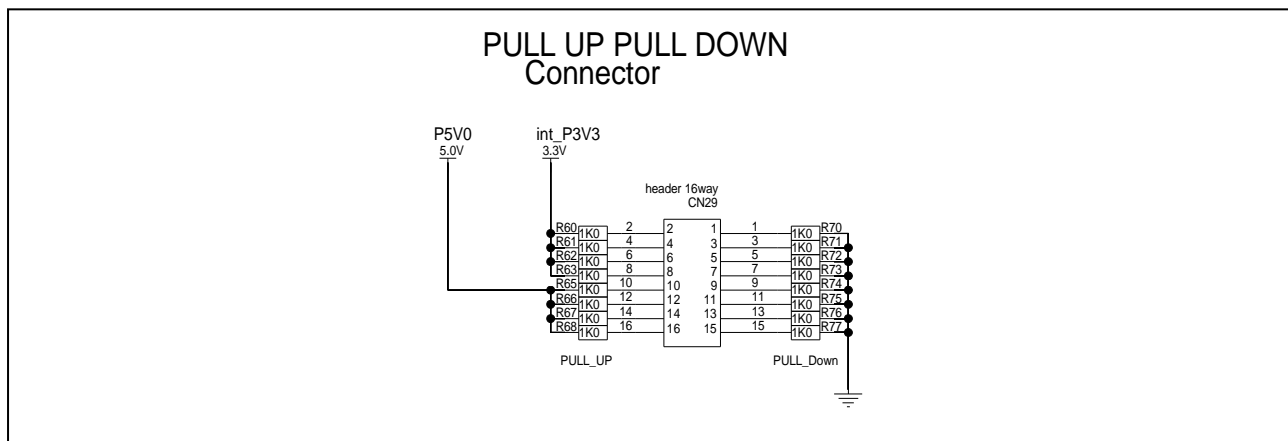 PULL UP PULL DOWN
Connector
P5V0 int_P3V3
5.0V 3.3V
header 16way
CN29
R60 1K0 2 2 1 1 1K0 R70
R61 1K0 4 4 3 3 1K0 R71
R62 1K0 6 6 5 5 1K0 R72
R63 1K0 8 8 7 7 1K0 R73
R65 1K0 10 10 9 9 1K0 R74
R66 1K0 12 12 11 11 1K0 R75
R67 1K0 14 14 13 13 1K0 R76
R68 1K0 16 16 15 15 1K0 R77
PULL_UP PULL_Down